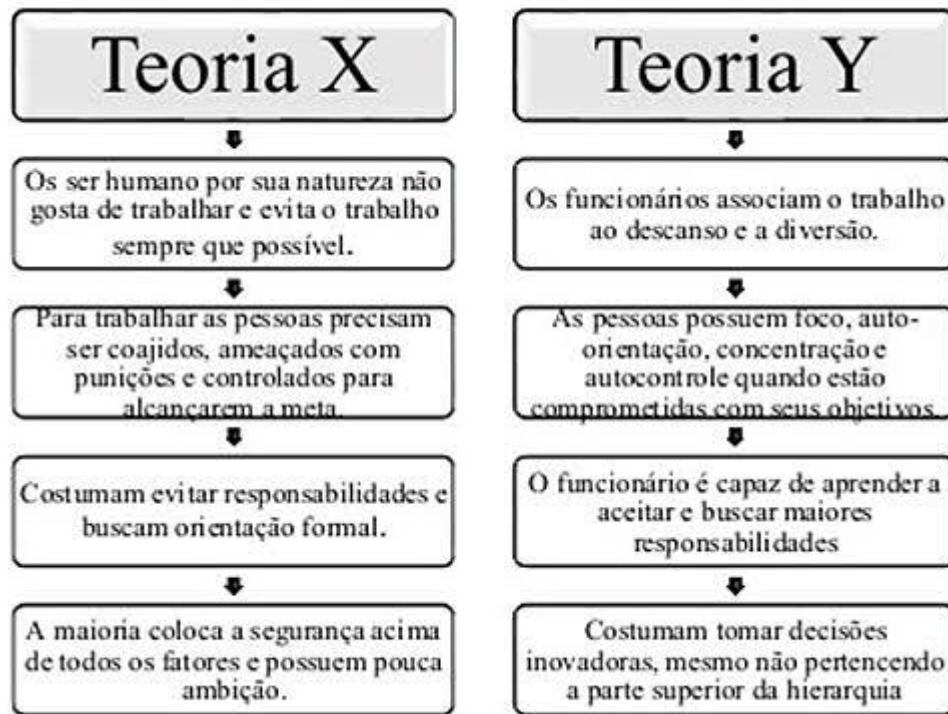 Teoria X
Os ser humano por sua natureza não
gosta de trabalhar e evita o trabalho
sempre que possível.
Para trabalhar as pessoas precisam
ser coajidos, ameaçados com
punições e controlados para
alcançarem a meta.
Costumam evitar responsabilidades e
buscam orientação formal.
A maioria coloca a segurança acima
de todos os fatores e possuem pouca
ambição.
Teoria Y
Os funcionários associam o trabalho
ao descanso e a diversão.
As pessoas possuem foco, auto-
orientação, concentração e
autocontrole quando estão
comprometidas com seus objetivos.
O funcionário é capaz de aprender a
aceitar e buscar maiores
responsabilidades
Costumam tomar decisões
inovadoras, mesmo não pertencendo
a parte superior da hierarquia